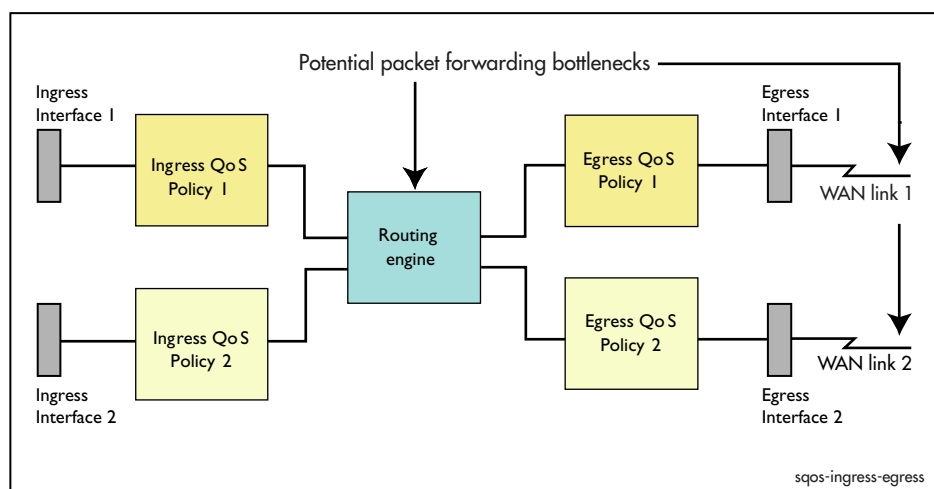 Potential packet forwarding bottlenecks
Ingress
Interface 1
Egress
Interface 1
Ingress QoS
Policy 1
Egress QoS
Policy 1
WAN link 1
Routing
engine
Ingress QoS
Policy 2
Egress QoS
Policy 2
WAN link 2
Ingress
Interface 2
Egress
Interface 2
sqos-ingress-egress